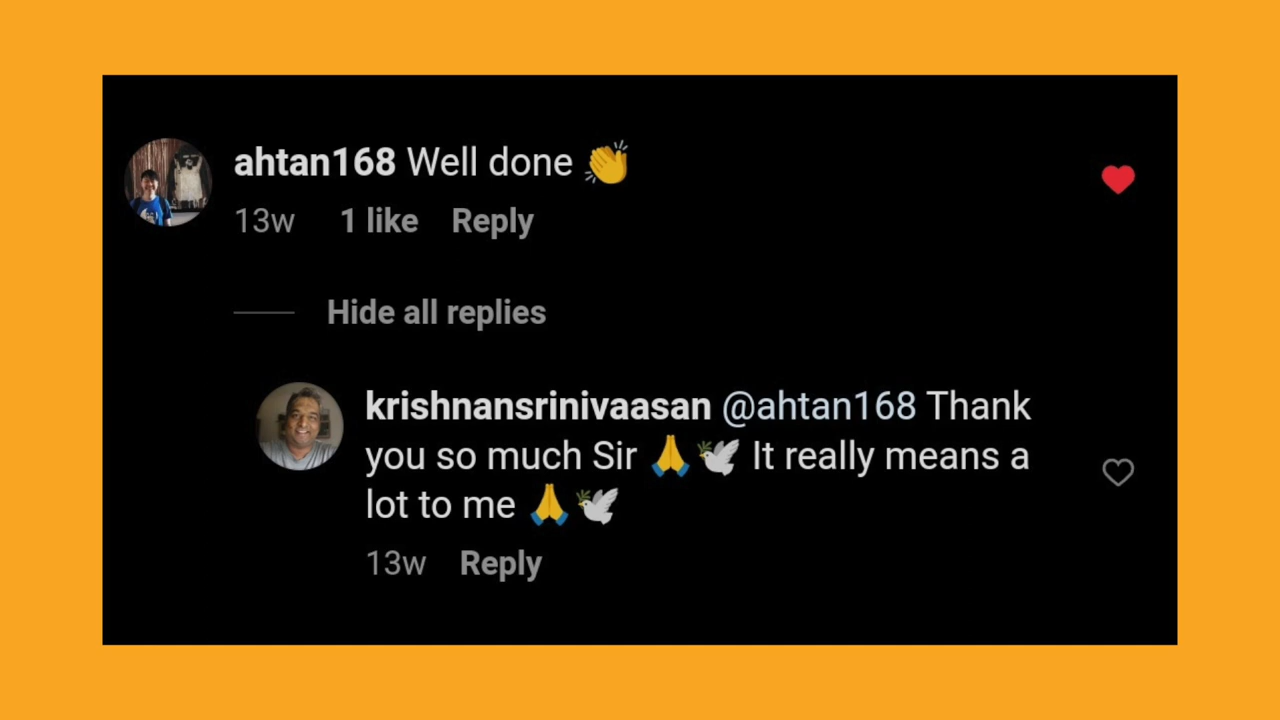 ahtan168 Well done 👏
13w 1 like Reply
Hide all replies
krishnansrinivaasan @ahtan168 Thank
you so much Sir 🙏🕊️ It really means a
lot to me 🙏🕊️
13w Reply